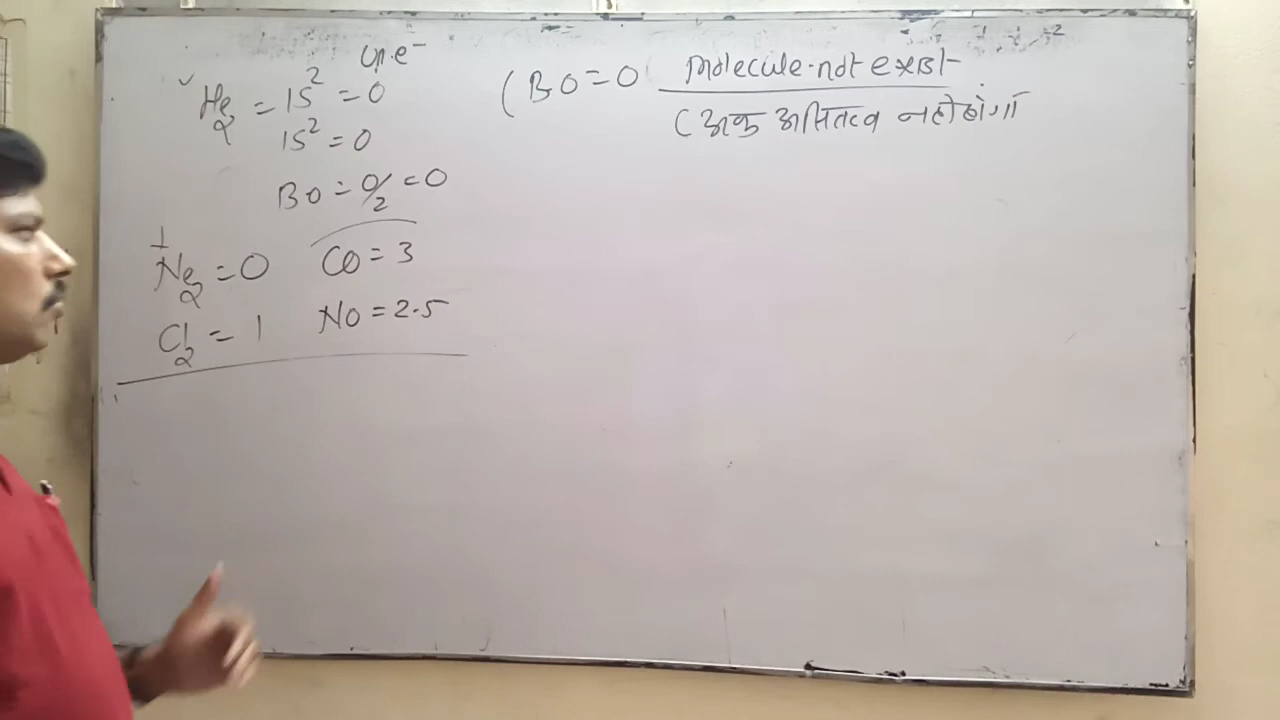 un.e⁻
He₂ = 1S² = 0
1S² = 0
BO = 0/2 = 0
Ne₂ = 0
CO = 3
Cl₂ = 1
NO = 2.5
(BO = 0 molecule not exist
(अणु अस्तित्व नही होगा